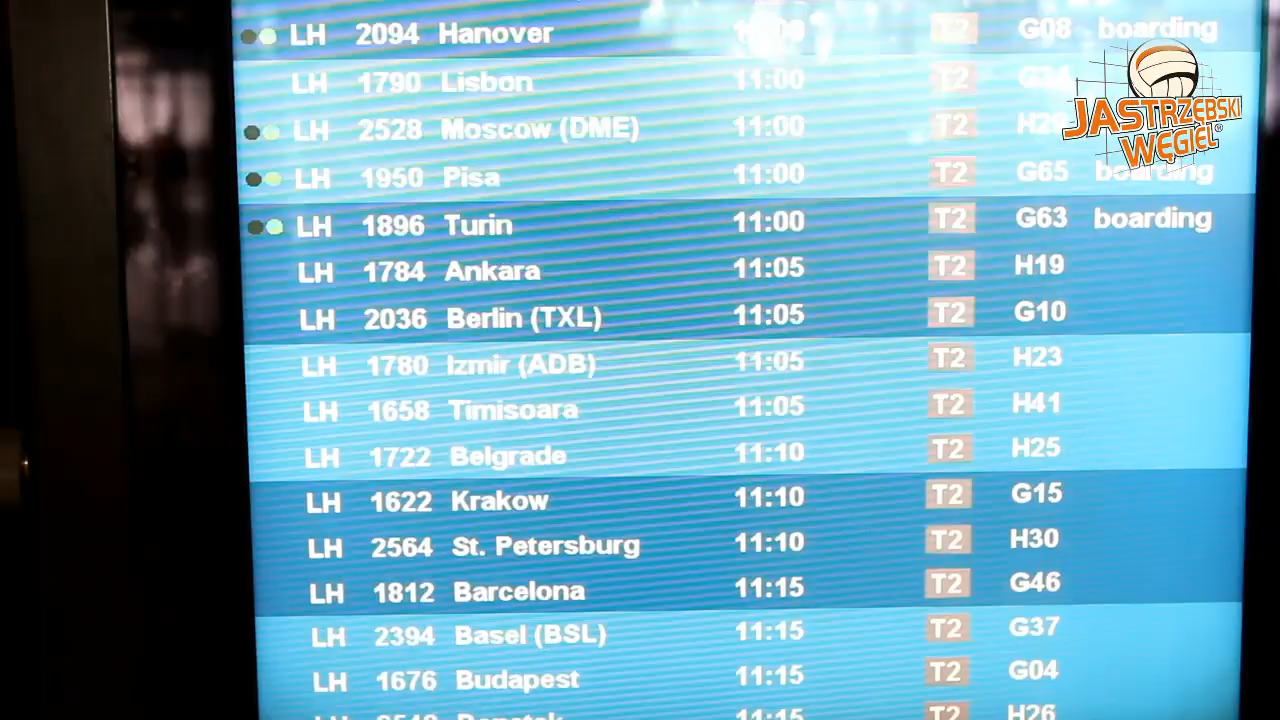 LH 2094 Hanover 11:00 T2 G08 boarding
LH 1790 Lisbon 11:00 T2
JASTRZĘBSKI
WĘGIEL®
LH 2528 Moscow (DME) 11:00 T2
LH 1950 Pisa 11:00 T2 G65 boarding
LH 1896 Turin 11:00 T2 G63 boarding
LH 1784 Ankara 11:05 T2 H19
LH 2036 Berlin (TXL) 11:05 T2 G10
LH 1780 Izmir (ADB) 11:05 T2 H23
LH 1658 Timisoara 11:05 T2 H41
LH 1722 Belgrade 11:10 T2 H25
LH 1622 Krakow 11:10 T2 G15
LH 2564 St. Petersburg 11:10 T2 H30
LH 1812 Barcelona 11:15 T2 G46
LH 2394 Basel (BSL) 11:15 T2 G37
LH 1676 Budapest 11:15 T2 G04
LH 11:15 T2 H26